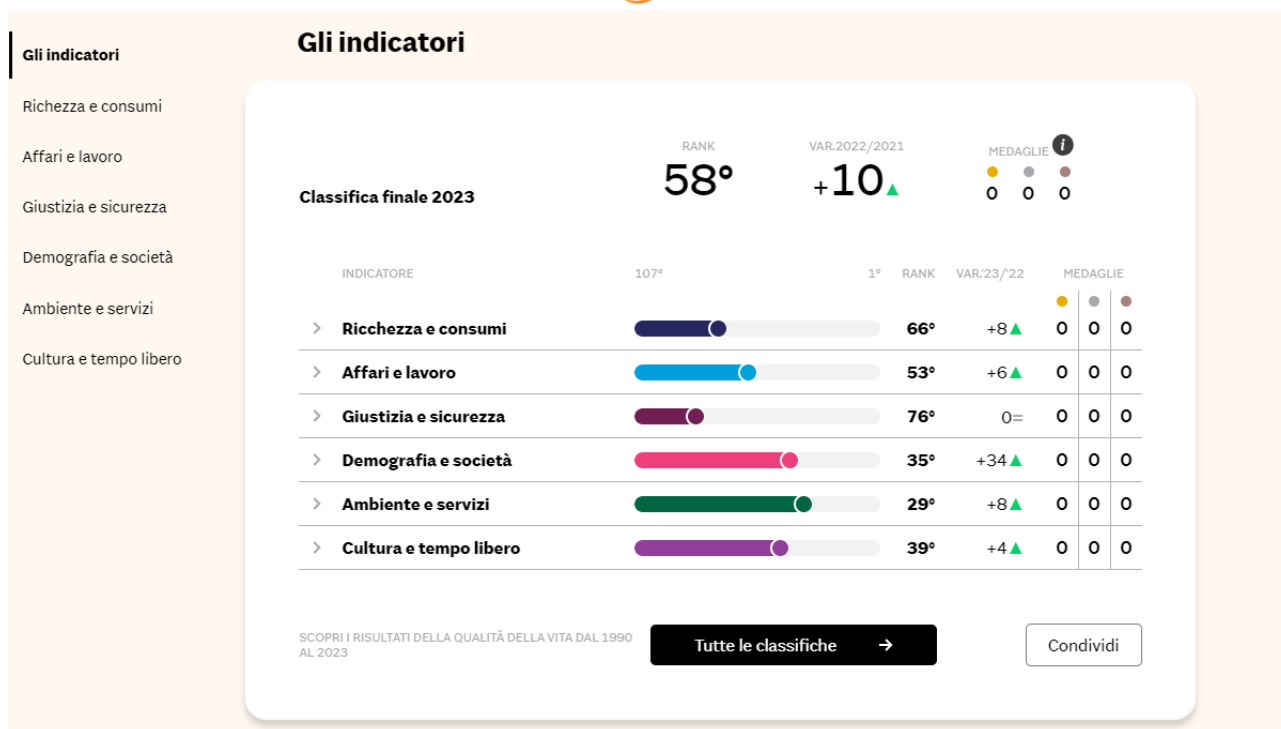 Gli indicatori
Richezza e consumi
Affari e lavoro
Giustizia e sicurezza
Demografia e società
Ambiente e servizi
Cultura e tempo libero
Gli indicatori
RANK VAR.2022/2021 MEDAGLIE i
Classifica finale 2023 58° +10 0 0 0
INDICATORE 107° 1° RANK VAR.'23/'22 MEDAGLIE
Ricchezza e consumi 66° +8 0 0 0
Affari e lavoro 53° +6 0 0 0
Giustizia e sicurezza 76° 0= 0 0 0
Demografia e società 35° +34 0 0 0
Ambiente e servizi 29° +8 0 0 0
Cultura e tempo libero 39° +4 0 0 0
SCOPRI I RISULTATI DELLA QUALITÀ DELLA VITA DAL 1990
AL 2023
Tutte le classifiche →
Condividi